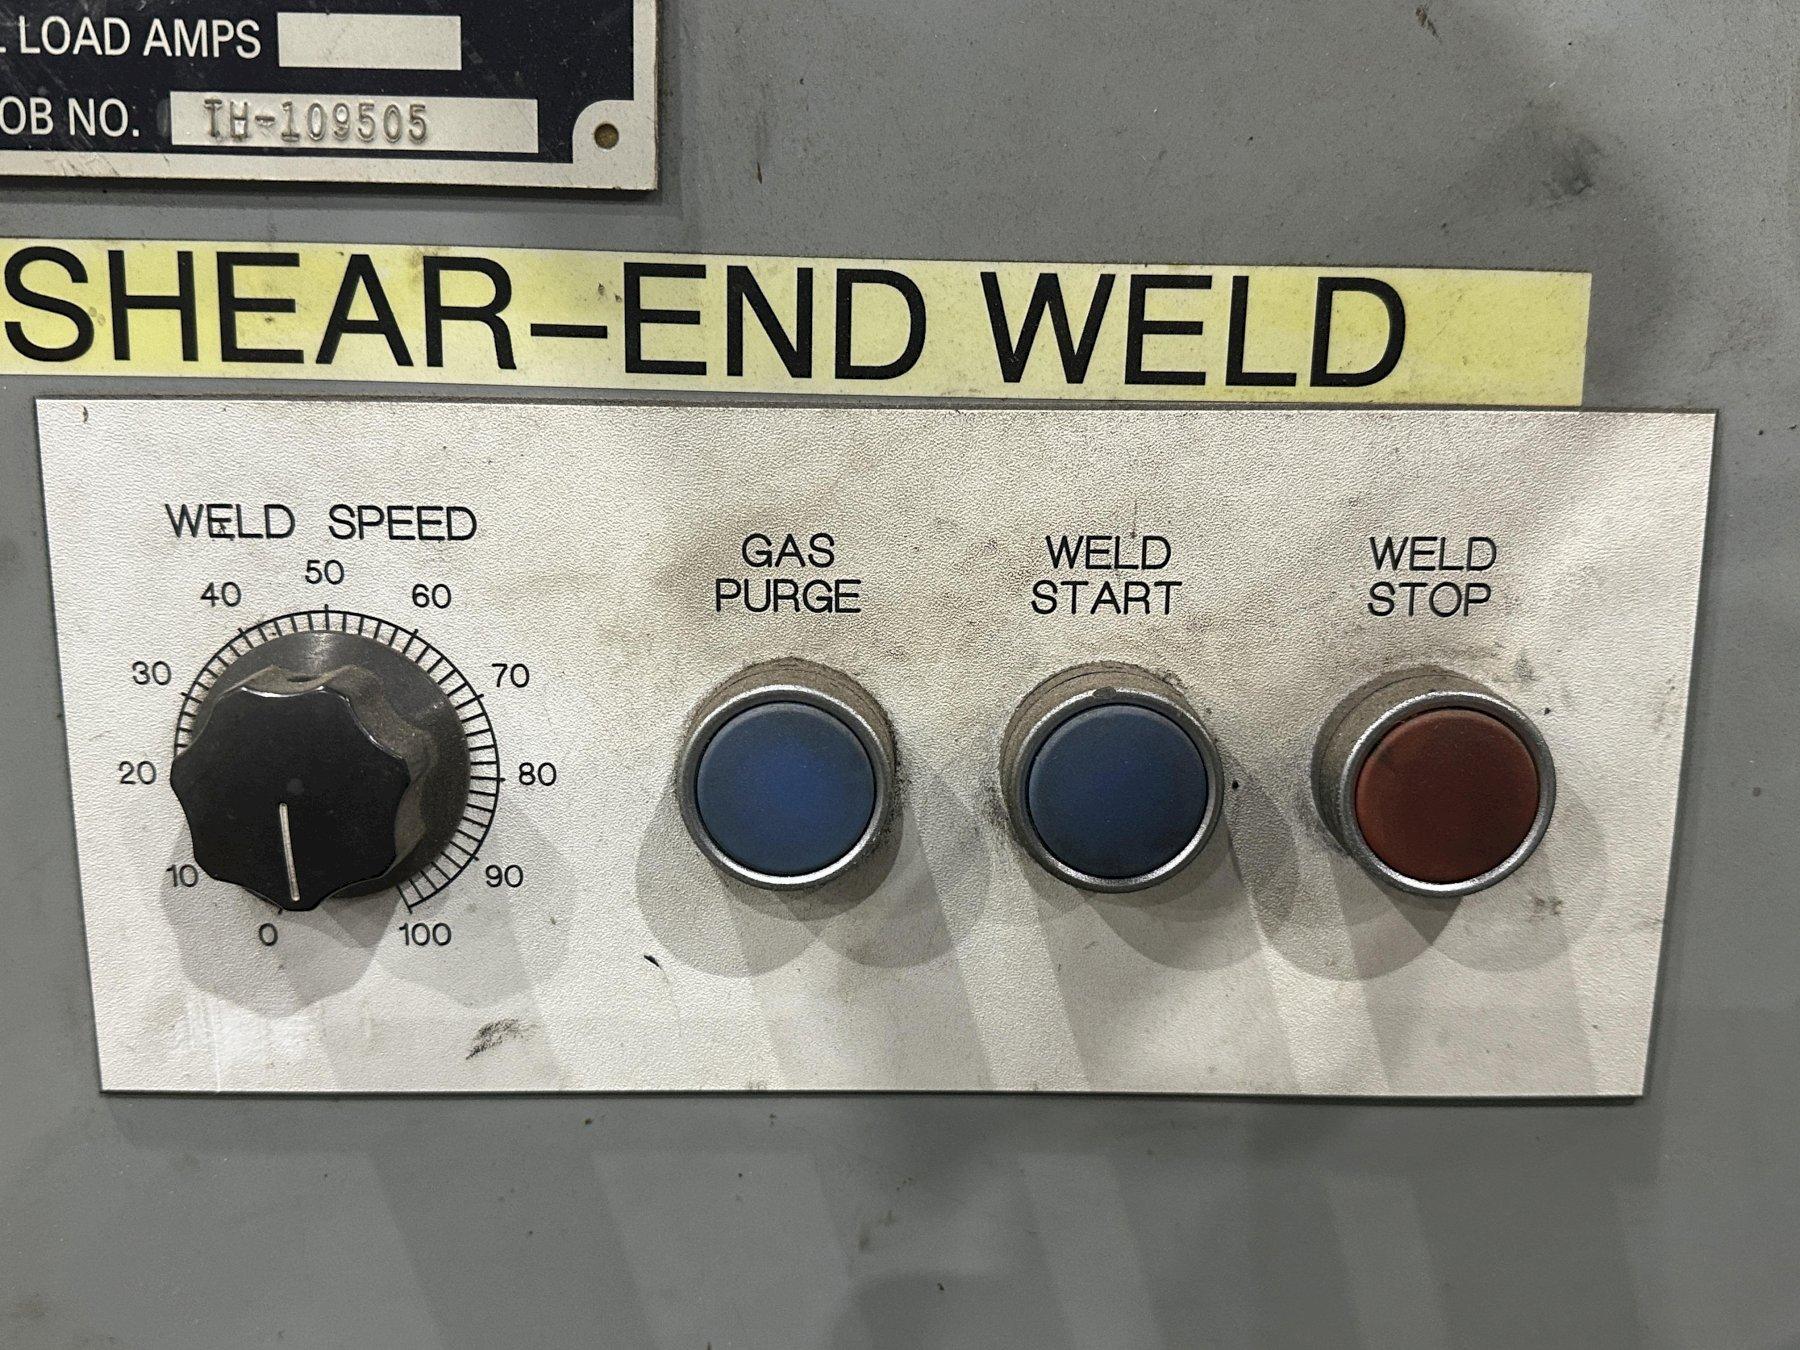 LOAD AMPS
OB NO. TH-109505
SHEAR-END WELD
WELD SPEED
0 10 20 30 40 50 60 70 80 90 100
GAS
PURGE
WELD
START
WELD
STOP